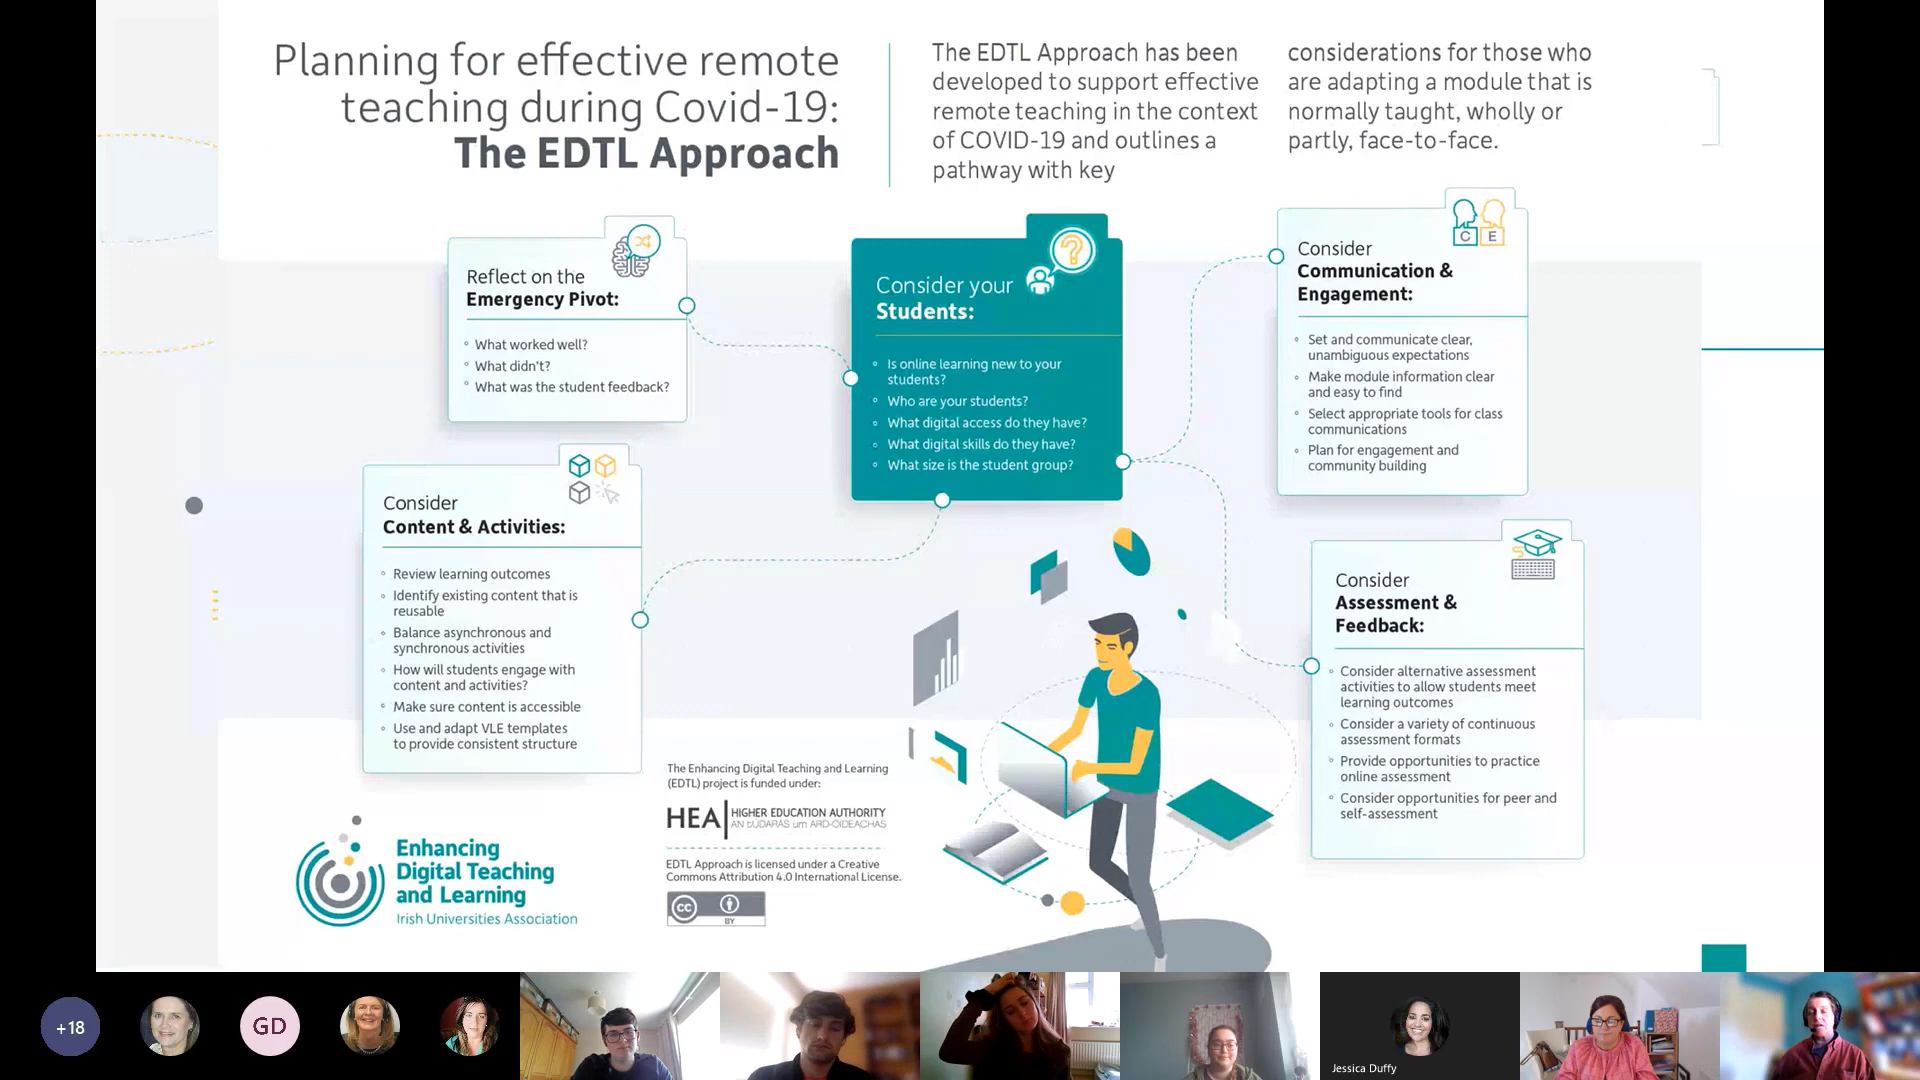 Planning for effective remote
teaching during Covid-19:
The EDTL Approach
The EDTL Approach has been
developed to support effective
remote teaching in the context
of COVID-19 and outlines a
pathway with key
considerations for those who
are adapting a module that is
normally taught, wholly or
partly, face-to-face.
Reflect on the
Emergency Pivot:
What worked well?
What didn't?
What was the student feedback?
Consider your
Students:
Is online learning new to your
students?
Who are your students?
What digital access do they have?
What digital skills do they have?
What size is the student group?
C E
Consider
Communication &
Engagement:
Set and communicate clear,
unambiguous expectations
Make module information clear
and easy to find
Select appropriate tools for class
communications
Plan for engagement and
community building
Consider
Content & Activities:
Review learning outcomes
Identify existing content that is
reusable
Balance asynchronous and
synchronous activities
How will students engage with
content and activities?
Make sure content is accessible
Use and adapt VLE templates
to provide consistent structure
Consider
Assessment &
Feedback:
Consider alternative assessment
activities to allow students meet
learning outcomes
Consider a variety of continuous
assessment formats
Provide opportunities to practice
online assessment
Consider opportunities for peer and
self-assessment
Enhancing
Digital Teaching
and Learning
Irish Universities Association
The Enhancing Digital Teaching and Learning
(EDTL) project is funded under:
HEA
HIGHER EDUCATION AUTHORITY
AN tÚDARÁS um ARD-OIDEACHAS
EDTL Approach is licensed under a Creative
Commons Attribution 4.0 International License.
CC
BY
+18
GD
Jessica Duffy